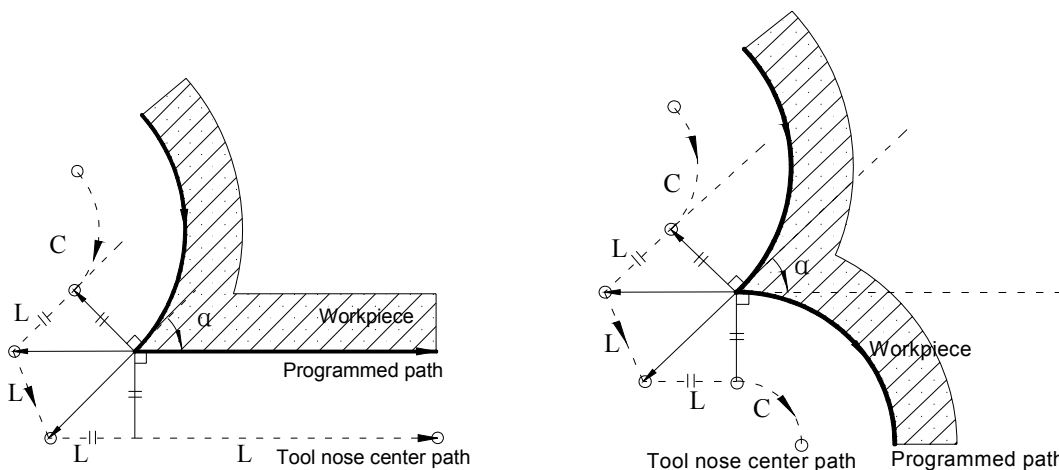 C
L
α
Workpiece
Programmed path
L
L
L
Tool nose center path
C
L
α
L
Workpiece
L
C
Tool nose center path
Programmed path